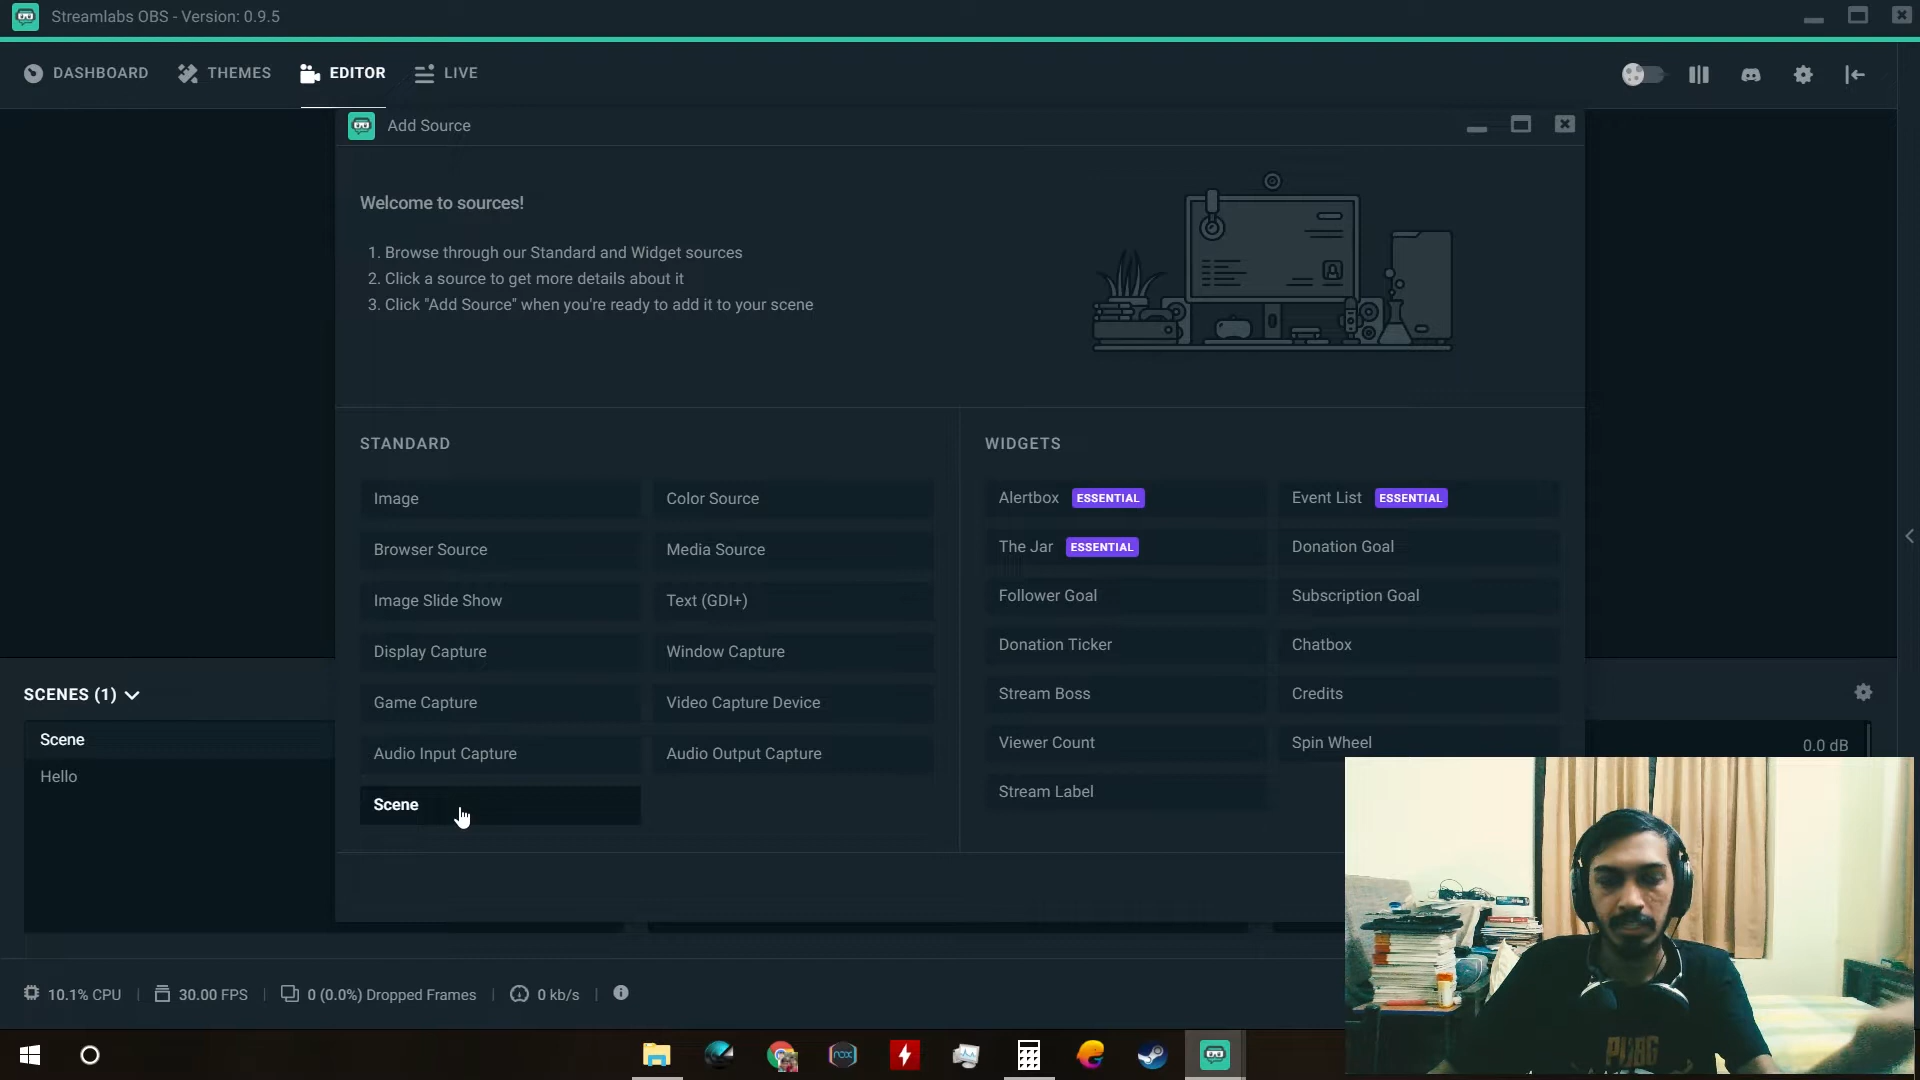 Streamlabs OBS - Version: 0.9.5
DASHBOARD
THEMES
EDITOR
LIVE
Add Source
Welcome to sources!
1. Browse through our Standard and Widget sources
2. Click a source to get more details about it
3. Click "Add Source" when you're ready to add it to your scene
STANDARD
Image
Color Source
Browser Source
Media Source
Image Slide Show
Text (GDI+)
Display Capture
Window Capture
Game Capture
Video Capture Device
Audio Input Capture
Audio Output Capture
Scene
WIDGETS
Alertbox ESSENTIAL
Event List ESSENTIAL
The Jar ESSENTIAL
Donation Goal
Follower Goal
Subscription Goal
Donation Ticker
Chatbox
Stream Boss
Credits
Viewer Count
Spin Wheel
Stream Label
SCENES (1)
Scene
Hello
0.0 dB
10.1% CPU
30.00 FPS
0 (0.0%) Dropped Frames
0 kb/s
nox
PUBG